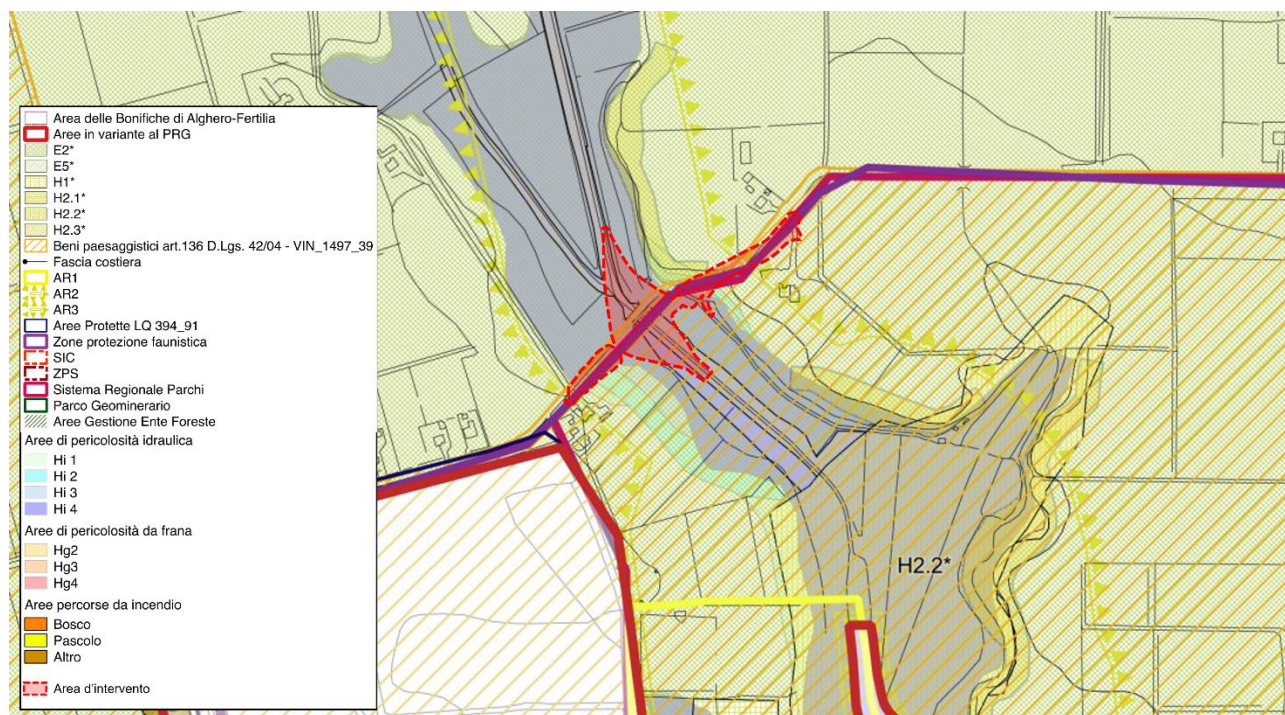 Area delle Bonifiche di Alghero-Fertilia
Aree in variante al PRG
E2*
E5*
H1*
H2.1*
H2.2*
H2.3*
Beni paesaggistici art.136 D.Lgs. 42/04 - VIN_1497_39
Fascia costiera
AR1
AR2
AR3
Aree Protette LQ 394_91
Zone protezione faunistica
SIC
ZPS
Sistema Regionale Parchi
Parco Geominerario
Aree Gestione Ente Foreste
Aree di pericolosità idraulica
Hi 1
Hi 2
Hi 3
Hi 4
Aree di pericolosità da frana
Hg2
Hg3
Hg4
Aree percorse da incendio
Bosco
Pascolo
Altro
Area d'intervento
H2.2*